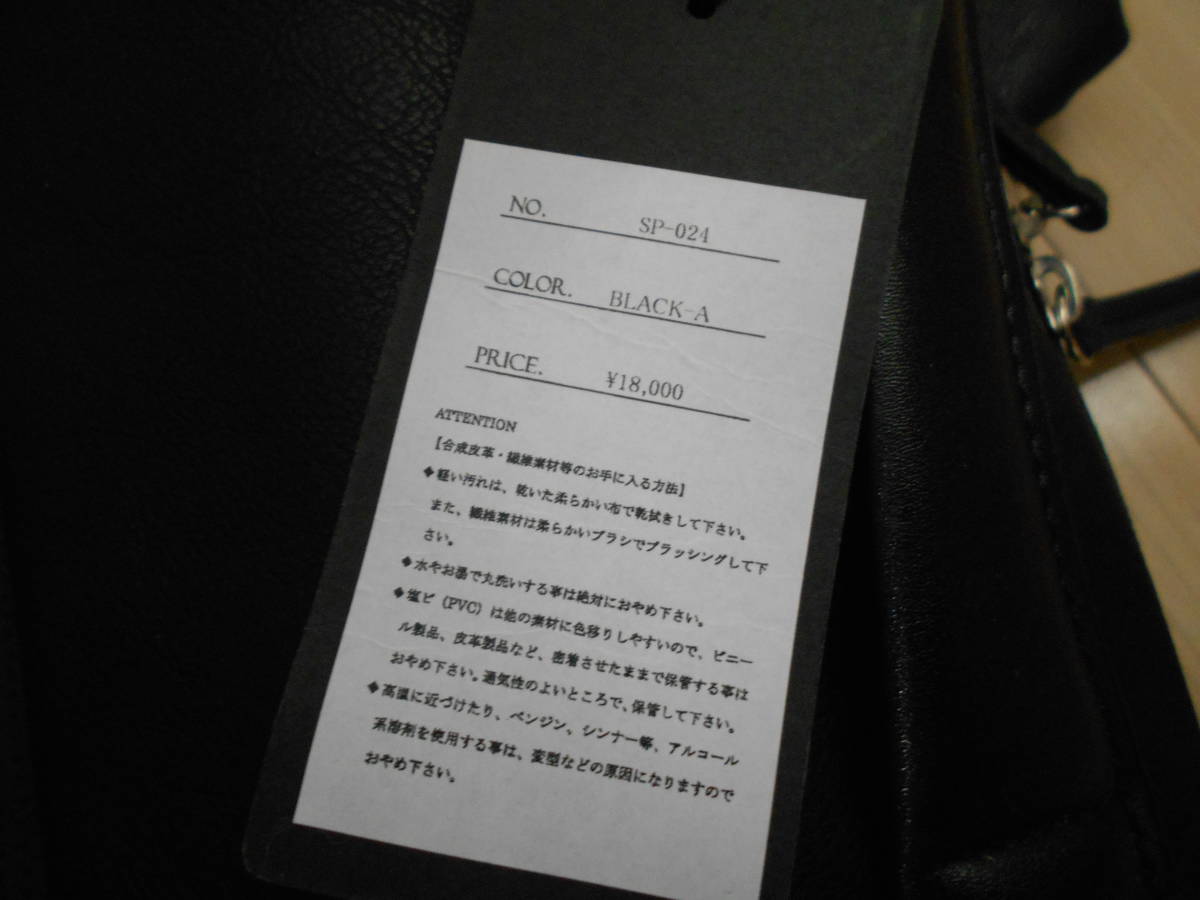 NO. SP-024
COLOR. BLACK-A
PRICE. ¥18,000
ATTENTION
【合成皮革・繊維素材等のお手に入る方法】
◆軽い汚れは、乾いた柔らかい布で乾拭きして下さい。
また、繊維素材は柔らかいブラシでブラッシングして下
さい。
◆水やお湯で丸洗いする事は絶対におやめ下さい。
◆塩ビ（PVC）は他の素材に色移りしやすいので、ビニー
ル製品、皮革製品など、密着させたままで保管する事は
おやめ下さい。通気性のよいところで、保管して下さい。
◆高温に近づけたり、ベンジン、シンナー等、アルコール
系溶剤を使用する事は、変型などの原因になりますので
おやめ下さい。